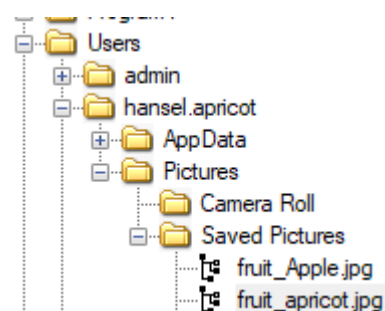 Users
admin
hansel.apricot
AppData
Pictures
Camera Roll
Saved Pictures
fruit_Apple.jpg
fruit_apricot.jpg